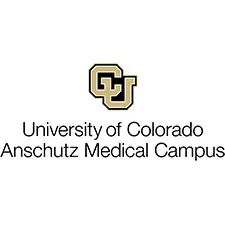 CU
University of Colorado
Anschutz Medical Campus